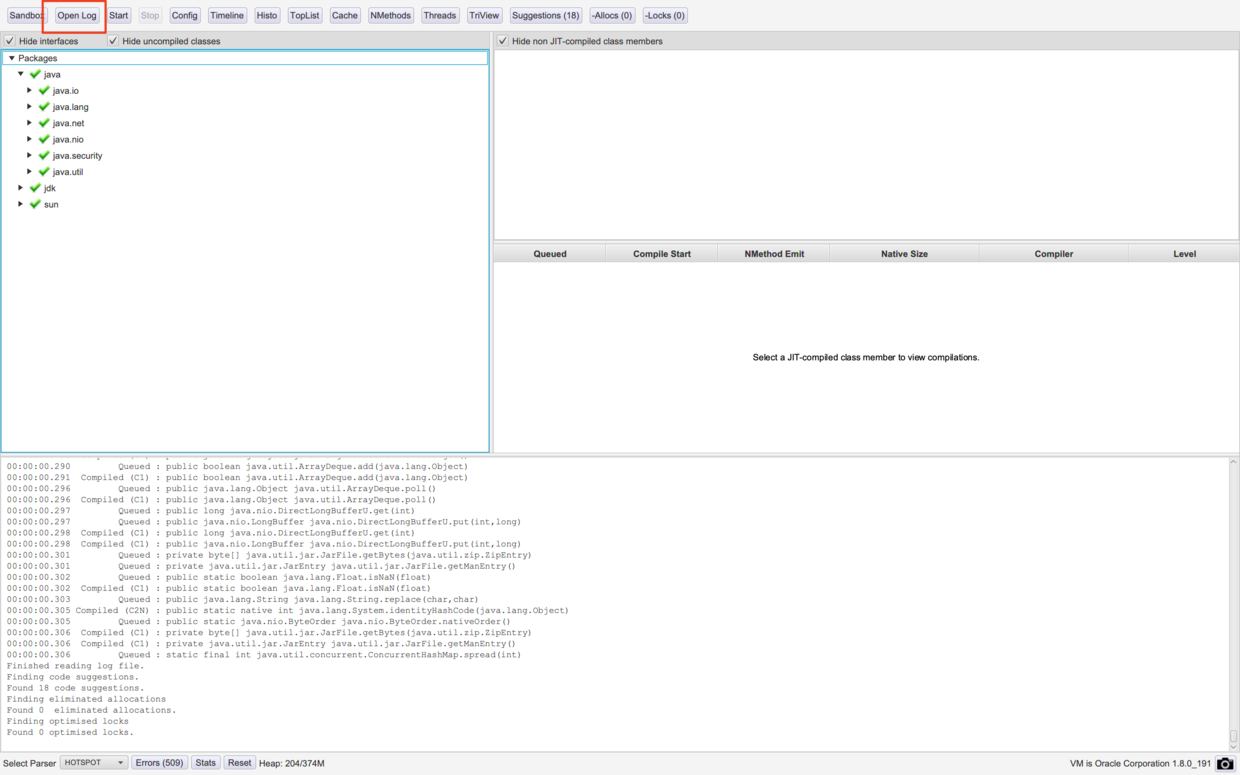 Sandbox Open Log Start Stop Config Timeline Histo TopList Cache NMethods Threads TriView Suggestions (18) -Allocs (0) -Locks (0)
Hide interfaces Hide uncompiled classes
Hide non JIT-compiled class members
Packages
java
java.io
java.lang
java.net
java.nio
java.security
java.util
jdk
sun
Queued Compile Start NMethod Emit Native Size Compiler Level
Select a JIT-compiled class member to view compilations.
00:00:00.290 Queued : public boolean java.util.ArrayDeque.add(java.lang.Object)
00:00:00.291 Compiled (C1) : public boolean java.util.ArrayDeque.add(java.lang.Object)
00:00:00.296 Queued : public java.lang.Object java.util.ArrayDeque.poll()
00:00:00.296 Compiled (C1) : public java.lang.Object java.util.ArrayDeque.poll()
00:00:00.297 Queued : public long java.nio.DirectLongBufferU.get(int)
00:00:00.297 Queued : public java.nio.LongBuffer java.nio.DirectLongBufferU.put(int,long)
00:00:00.298 Compiled (C1) : public long java.nio.DirectLongBufferU.get(int)
00:00:00.298 Compiled (C1) : public java.nio.LongBuffer java.nio.DirectLongBufferU.put(int,long)
00:00:00.301 Queued : private byte[] java.util.jar.JarFile.getBytes(java.util.zip.ZipEntry)
00:00:00.301 Queued : private java.util.jar.JarEntry java.util.jar.JarFile.getManEntry()
00:00:00.302 Queued : public static boolean java.lang.Float.isNaN(float)
00:00:00.302 Compiled (C1) : public static boolean java.lang.Float.isNaN(float)
00:00:00.303 Queued : public java.lang.String java.lang.String.replace(char,char)
00:00:00.305 Compiled (C2N) : public static native int java.lang.System.identityHashCode(java.lang.Object)
00:00:00.305 Queued : public static java.nio.ByteOrder java.nio.ByteOrder.nativeOrder()
00:00:00.306 Compiled (C1) : private byte[] java.util.jar.JarFile.getBytes(java.util.zip.ZipEntry)
00:00:00.306 Compiled (C1) : private java.util.jar.JarEntry java.util.jar.JarFile.getManEntry()
00:00:00.306 Queued : static final int java.util.concurrent.ConcurrentHashMap.spread(int)
Finished reading log file.
Finding code suggestions.
Found 18 code suggestions.
Finding eliminated allocations
Found 0  eliminated allocations.
Finding optimised locks
Found 0 optimised locks.
Select Parser HOTSPOT Errors (509) Stats Reset Heap: 204/374M VM is Oracle Corporation 1.8.0_191